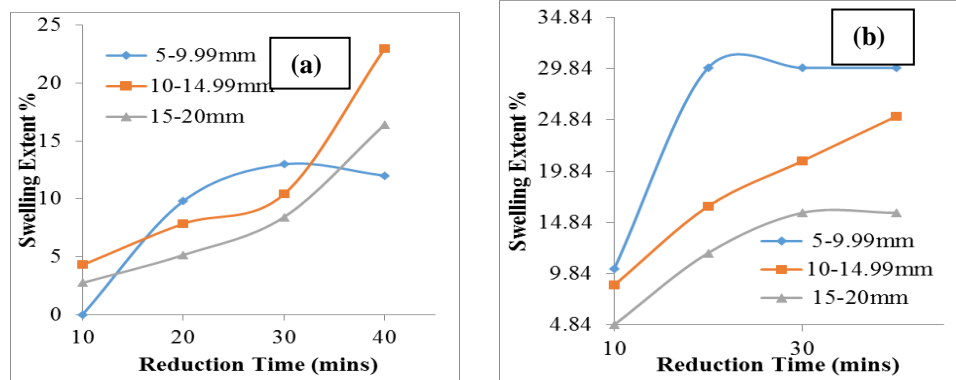 25
20
15
10
5
0
Swelling Extent %
5-9.99mm
10-14.99mm
15-20mm
(a)
10 20 30 40
Reduction Time (mins)
34.84
29.84
24.84
19.84
14.84
9.84
4.84
Swelling Extent %
(b)
5-9.99mm
10-14.99mm
15-20mm
10 30
Reduction Time (mins)